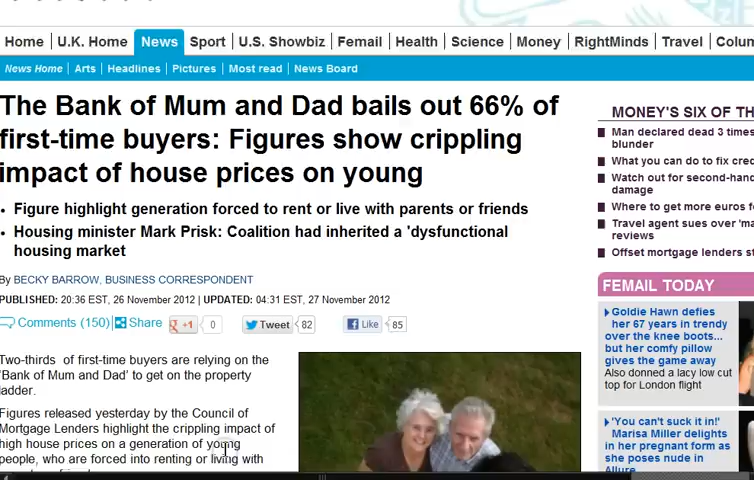 Home U.K. Home News Sport U.S. Showbiz Femail Health Science Money RightMinds Travel
News Home Arts Headlines Pictures Most read News Board
The Bank of Mum and Dad bails out 66% of
first-time buyers: Figures show crippling
impact of house prices on young
• Figure highlight generation forced to rent or live with parents or friends
• Housing minister Mark Prisk: Coalition had inherited a 'dysfunctional
housing market
By BECKY BARROW, BUSINESS CORRESPONDENT
PUBLISHED: 20:36 EST, 26 November 2012 | UPDATED: 04:31 EST, 27 November 2012
Comments (150) Share +1 0 Tweet 82 Like 85
Two-thirds of first-time buyers are relying on the
'Bank of Mum and Dad' to get on the property
ladder.
Figures released yesterday by the Council of
Mortgage Lenders highlight the crippling impact of
high house prices on a generation of young
people, who are forced into renting or living with
MONEY'S SIX OF
Man declared dead 3 times
blunder
What you can do to fix
Watch out for
damage
Where to get more euros
Travel agent sues over
reviews
Offset mortgage lenders
FEMAIL TODAY
Goldie Hawn defies
her 67 years in trendy
over the knee boots...
but her comfy pillow
gives the game away
Also donned a lacy low cut
top for London flight
'You can't suck it in!'
Marisa Miller delights
in her pregnant form as
she poses nude in
Allure